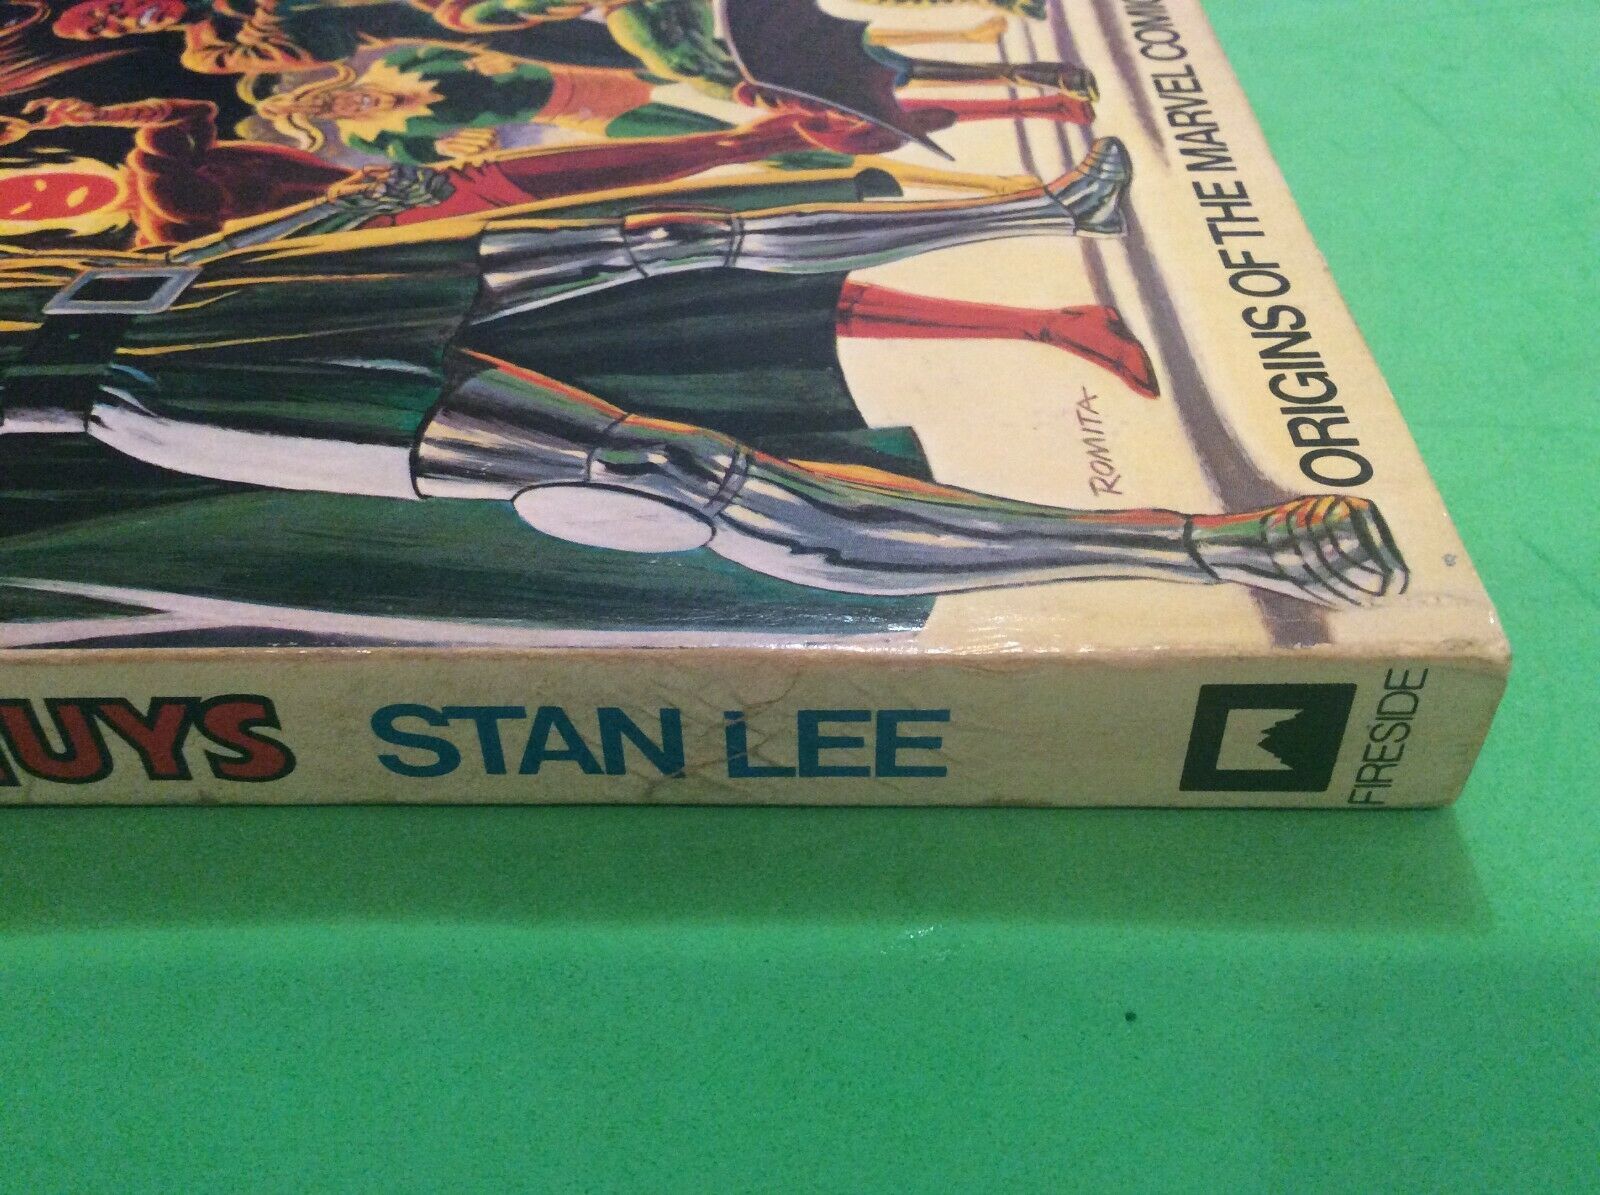 ORIGINS OF THE MARVEL COMIC
ROMITA
UYS STAN LEE
FIRESIDE